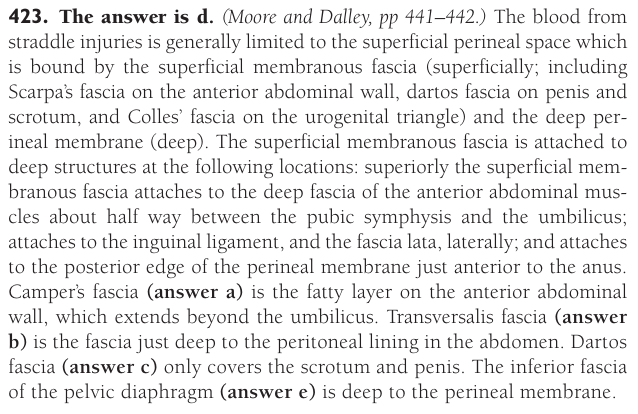 423. The answer is d. (Moore and Dalley, pp 441–442.) The blood from
straddle injuries is generally limited to the superficial perineal space which
is bound by the superficial membranous fascia (superficially; including
Scarpa's fascia on the anterior abdominal wall, dartos fascia on penis and
scrotum, and Colles' fascia on the urogenital triangle) and the deep per-
ineal membrane (deep). The superficial membranous fascia is attached to
deep structures at the following locations: superiorly the superficial mem-
branous fascia attaches to the deep fascia of the anterior abdominal mus-
cles about half way between the pubic symphysis and the umbilicus;
attaches to the inguinal ligament, and the fascia lata, laterally; and attaches
to the posterior edge of the perineal membrane just anterior to the anus.
Camper's fascia (answer a) is the fatty layer on the anterior abdominal
wall, which extends beyond the umbilicus. Transversalis fascia (answer
b) is the fascia just deep to the peritoneal lining in the abdomen. Dartos
fascia (answer c) only covers the scrotum and penis. The inferior fascia
of the pelvic diaphragm (answer e) is deep to the perineal membrane.